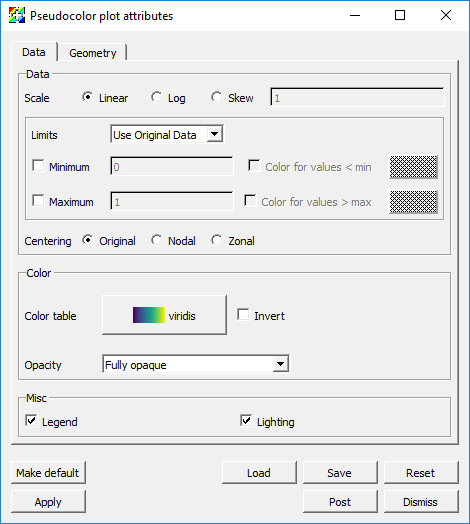 Pseudocolor plot attributes
Data Geometry
Data
Scale Linear Log Skew 1
Limits Use Original Data
Minimum 0 Color for values < min
Maximum 1 Color for values > max
Centering Original Nodal Zonal
Color
Color table viridis Invert
Opacity Fully opaque
Misc
Legend Lighting
Make default Load Save Reset
Apply Post Dismiss